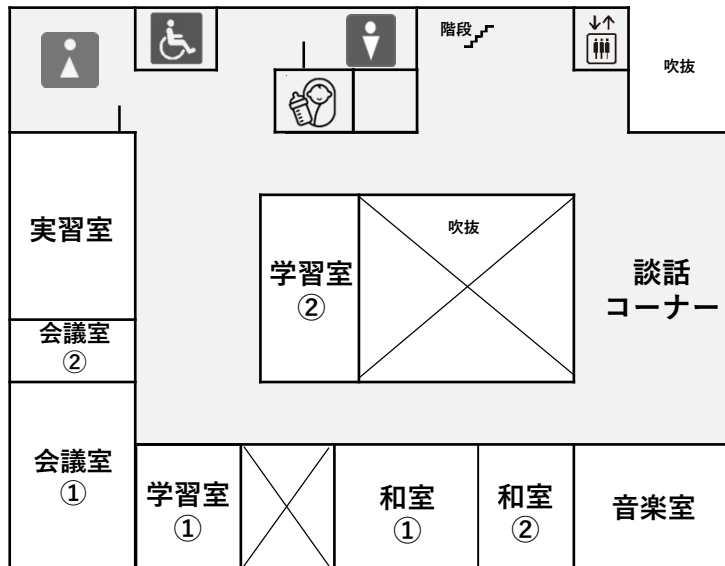 階段
吹抜
実習室
学習室
②
吹抜
談話
コーナー
会議室
②
会議室
①
学習室
①
和室
①
和室
②
音楽室